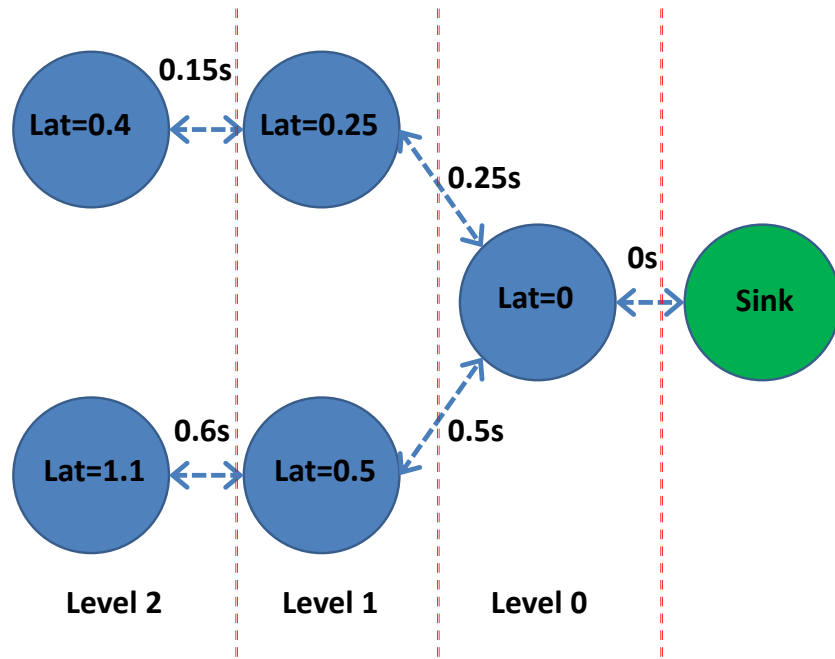 0.15s
Lat=0.4
Lat=0.25
0.25s
0s
Lat=0
Sink
0.6s
0.5s
Lat=1.1
Lat=0.5
Level 2
Level 1
Level 0